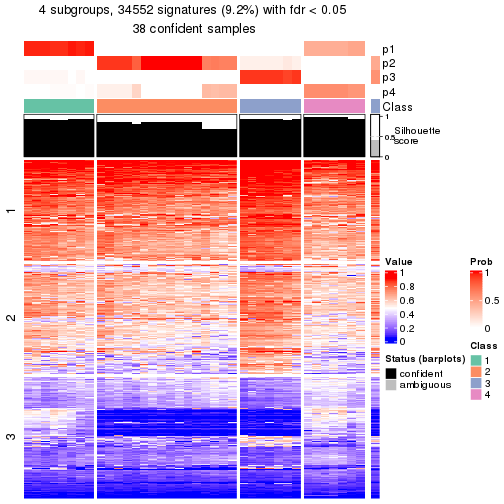 4 subgroups, 34552 signatures (9.2%) with fdr < 0.05
38 confident samples
p1
p2
p3
p4
Class
1
0.5
0
Silhouette
score
1
2
3
Value
1
0.8
0.6
0.4
0.2
0
Status (barplots)
confident
ambiguous
Prob
1
0.5
0
Class
1
2
3
4